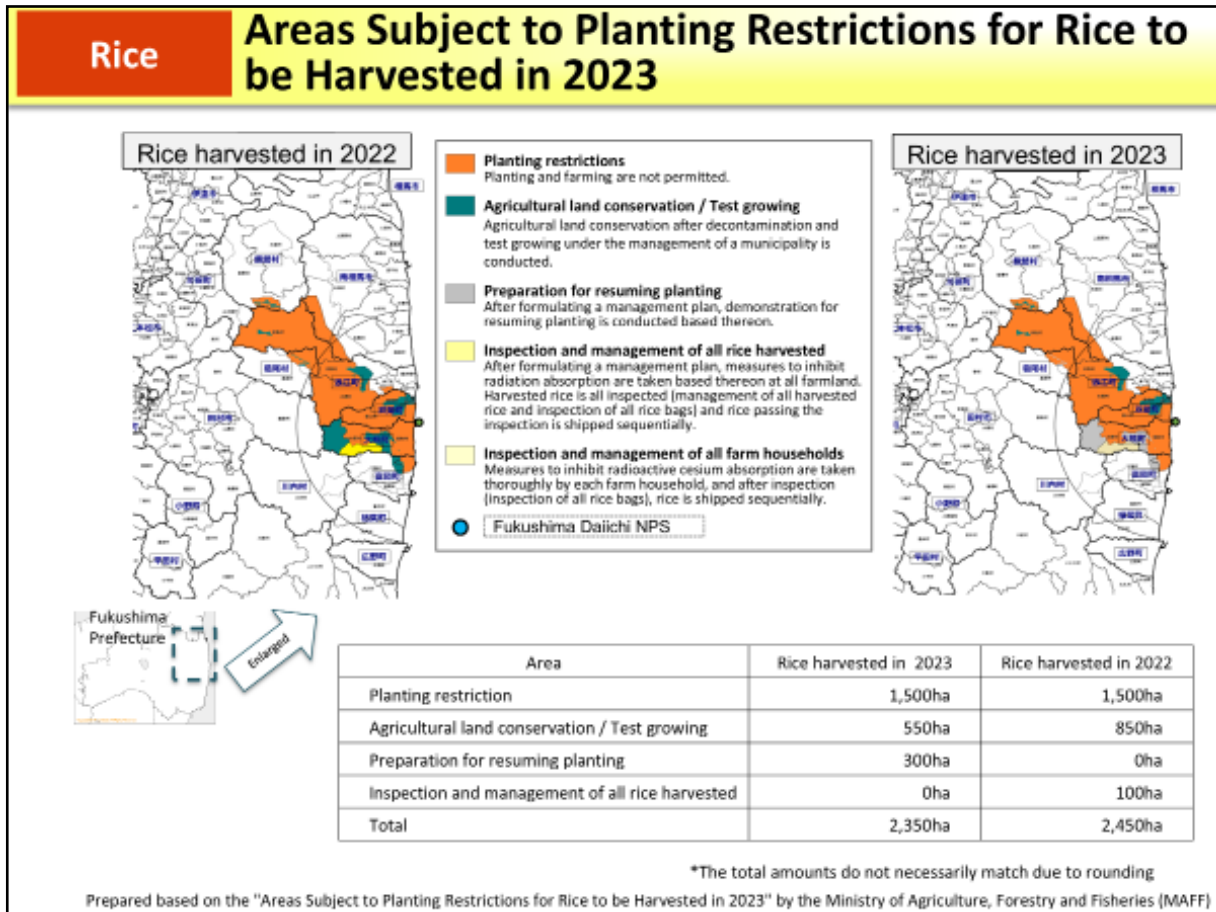 Rice
Areas Subject to Planting Restrictions for Rice to
be Harvested in 2023
Rice harvested in 2022
Planting restrictions
Planting and farming are not permitted.
Agricultural land conservation / Test growing
Agricultural land conservation after decontamination and
test growing under the management of a municipality is
conducted.
Preparation for resuming planting
After formulating a management plan, demonstration for
resuming planting is conducted based thereon.
Inspection and management of all rice harvested
After formulating a management plan, measures to inhibit
radiation absorption are taken based thereon at all farmland.
Harvested rice is all inspected (management of all harvested
rice and inspection of all rice bags) and rice passing the
inspection is shipped sequentially.
Inspection and management of all farm households
Measures to inhibit radioactive cesium absorption are taken
thoroughly by each farm household, and after inspection
(inspection of all rice bags), rice is shipped sequentially.
Fukushima Daiichi NPS
Rice harvested in 2023
Fukushima
Prefecture
Enlarged
Area Rice harvested in 2023 Rice harvested in 2022
Planting restriction 1,500ha 1,500ha
Agricultural land conservation / Test growing 550ha 850ha
Preparation for resuming planting 300ha 0ha
Inspection and management of all rice harvested 0ha 100ha
Total 2,350ha 2,450ha
*The total amounts do not necessarily match due to rounding
Prepared based on the "Areas Subject to Planting Restrictions for Rice to be Harvested in 2023" by the Ministry of Agriculture, Forestry and Fisheries (MAFF)